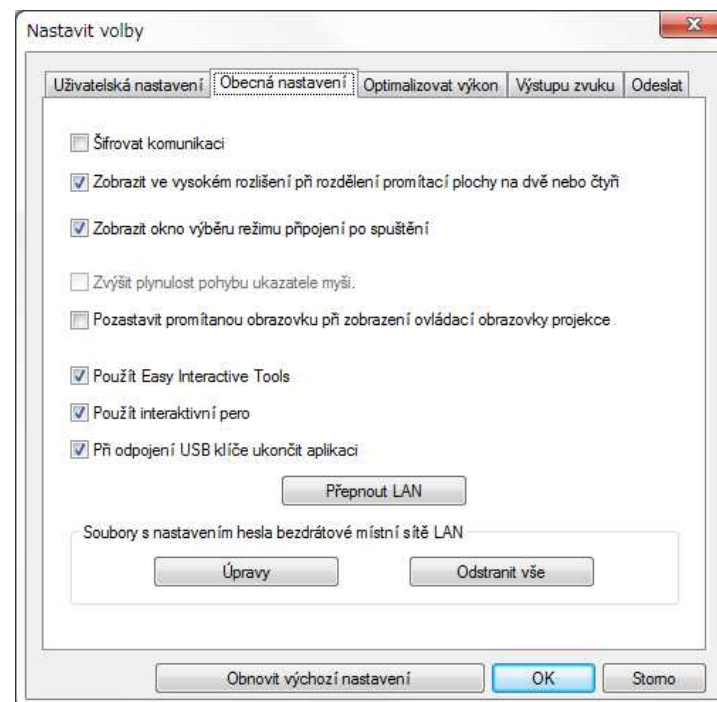 Nastavit volby
Uživatelská nastavení Obecná nastavení Optimalizovat výkon Výstupu zvuku Odeslat
Šifrovat komunikaci
Zobrazit ve vysokém rozlišení při rozdělení promítací plochy na dvě nebo čtyři
Zobrazit okno výběru režimu připojení po spuštění
Zvýšit plynulost pohybu ukazatele myši.
Pozastavit promítanou obrazovku při zobrazení ovládací obrazovky projekce
Použít Easy Interactive Tools
Použít interaktivní pero
Při odpojení USB klíče ukončit aplikaci
Přepnout LAN
Soubory s nastavením hesla bezdrátové místní sítě LAN
Úpravy Odstranit vše
Obnovit výchozí nastavení OK Storno